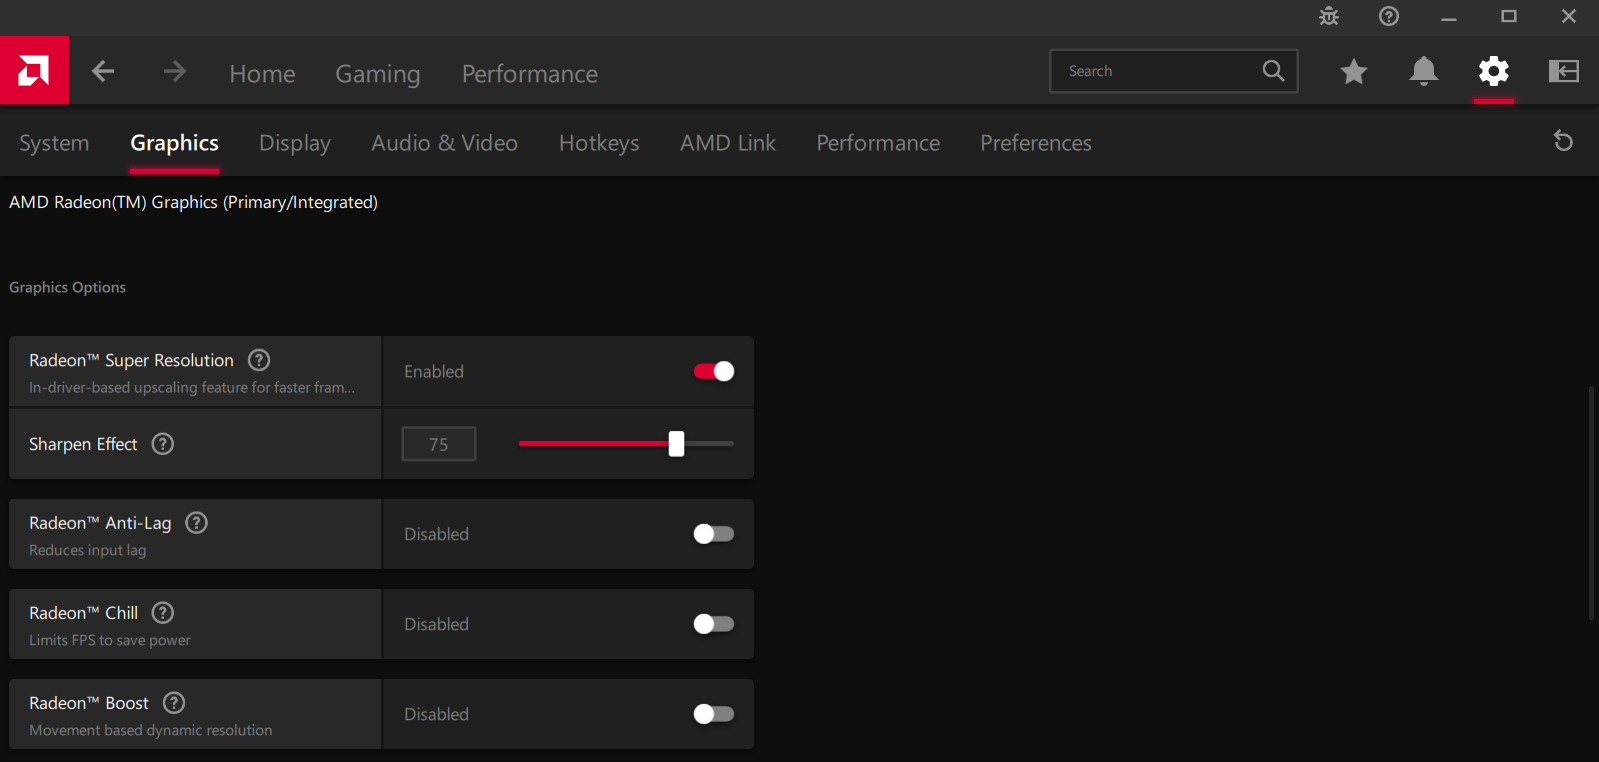 Home Gaming Performance Search
System Graphics Display Audio & Video Hotkeys AMD Link Performance Preferences
AMD Radeon(TM) Graphics (Primary/Integrated)
Graphics Options
Radeon™ Super Resolution
In-driver-based upscaling feature for faster fram...
Enabled
Sharpen Effect
75
Radeon™ Anti-Lag
Reduces input lag
Disabled
Radeon™ Chill
Limits FPS to save power
Disabled
Radeon™ Boost
Movement based dynamic resolution
Disabled